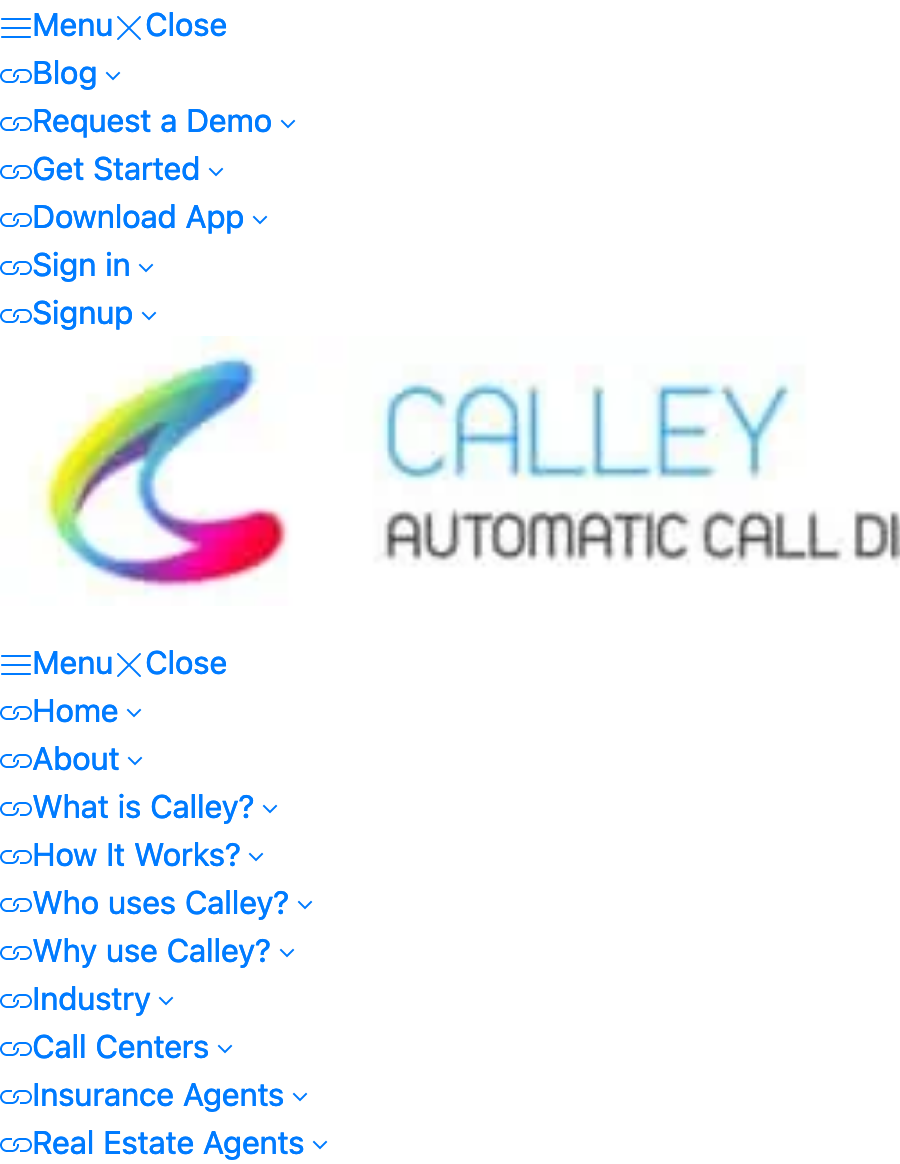 Menu Close
Blog
Request a Demo
Get Started
Download App
Sign in
Signup
CALLEY
AUTOMATIC CALL DI
Menu Close
Home
About
What is Calley?
How It Works?
Who uses Calley?
Why use Calley?
Industry
Call Centers
Insurance Agents
Real Estate Agents